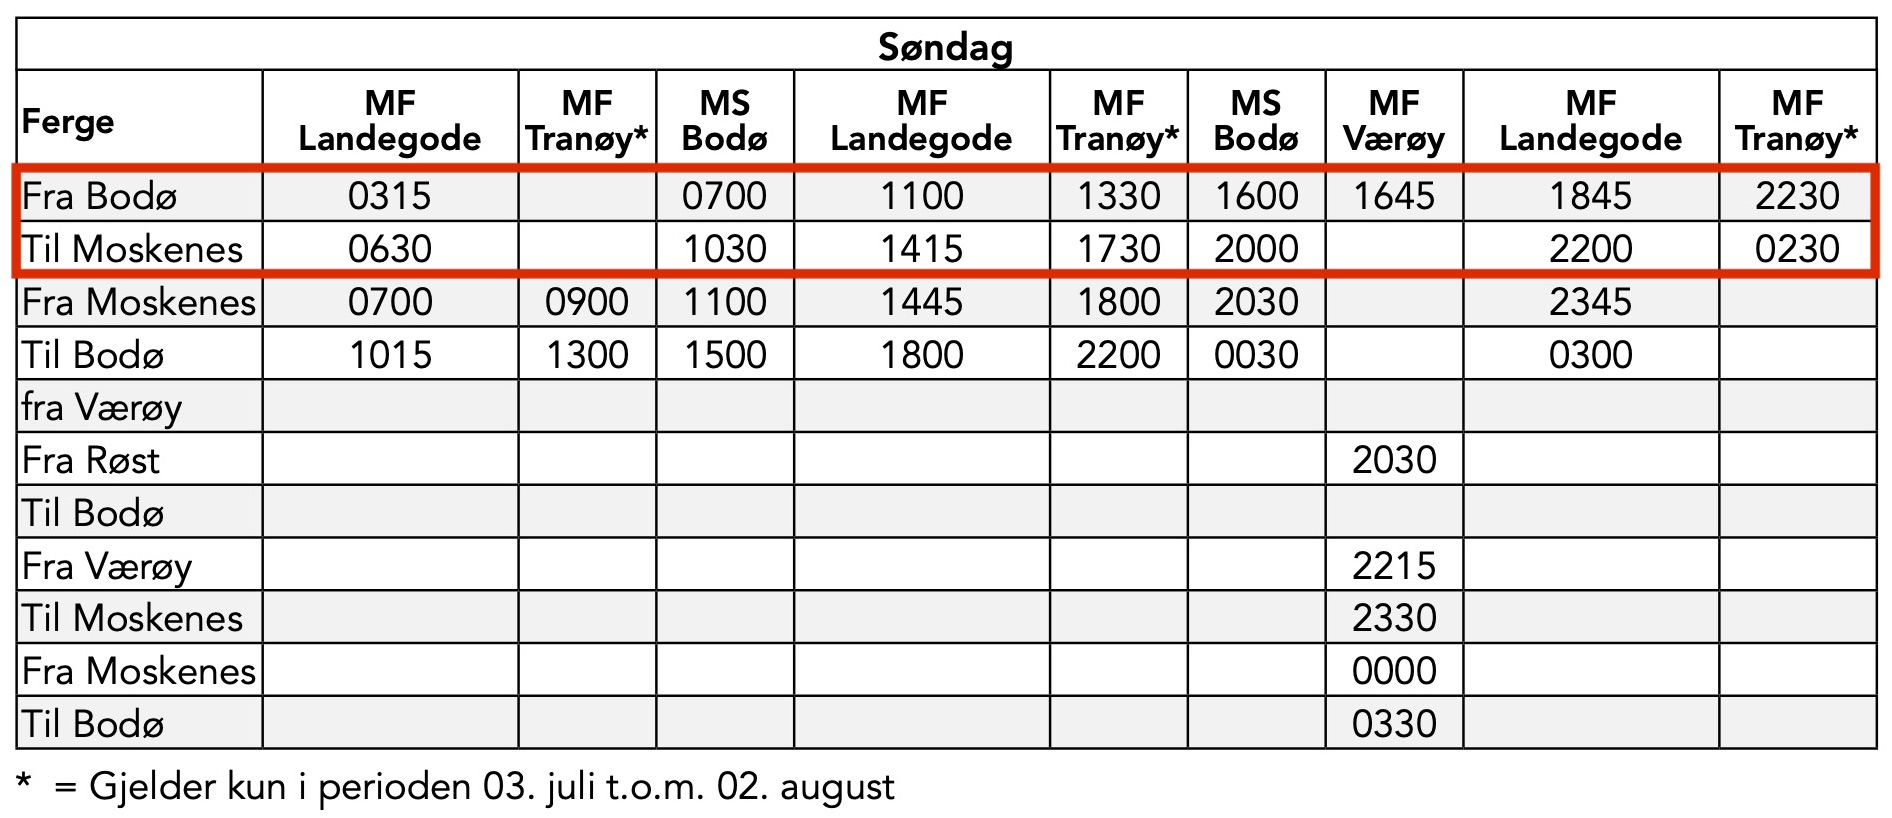 Søndag
Ferge MF Landegode MF Tranøy* MS Bodø MF Landegode MF Tranøy* MS Bodø MF Værøy MF Landegode MF Tranøy*
Fra Bodø 0315 0700 1100 1330 1600 1645 1845 2230
Til Moskenes 0630 1030 1415 1730 2000 2200 0230
Fra Moskenes 0700 0900 1100 1445 1800 2030 2345
Til Bodø 1015 1300 1500 1800 2200 0030 0300
fra Værøy
Fra Røst 2030
Til Bodø
Fra Værøy 2215
Til Moskenes 2330
Fra Moskenes 0000
Til Bodø 0330
* = Gjelder kun i perioden 03. juli t.o.m. 02. august